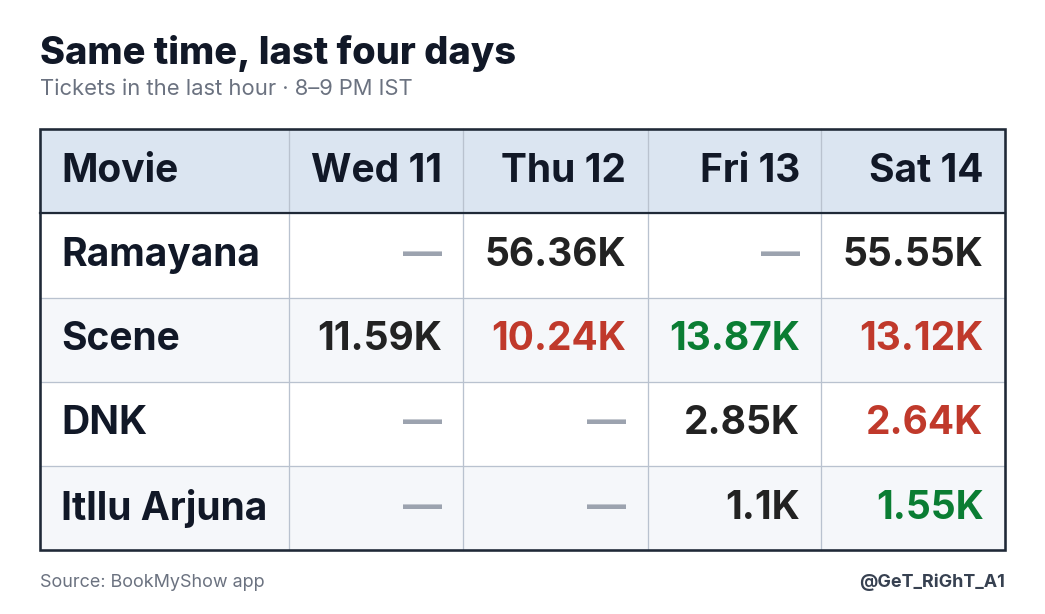 Same time, last four days
Tickets in the last hour · 8–9 PM IST
Movie Wed 11 Thu 12 Fri 13 Sat 14
Ramayana — 56.36K — 55.55K
Scene 11.59K 10.24K 13.87K 13.12K
DNK — — 2.85K 2.64K
Itllu Arjuna — — 1.1K 1.55K
Source: BookMyShow app @GeT_RiGhT_A1